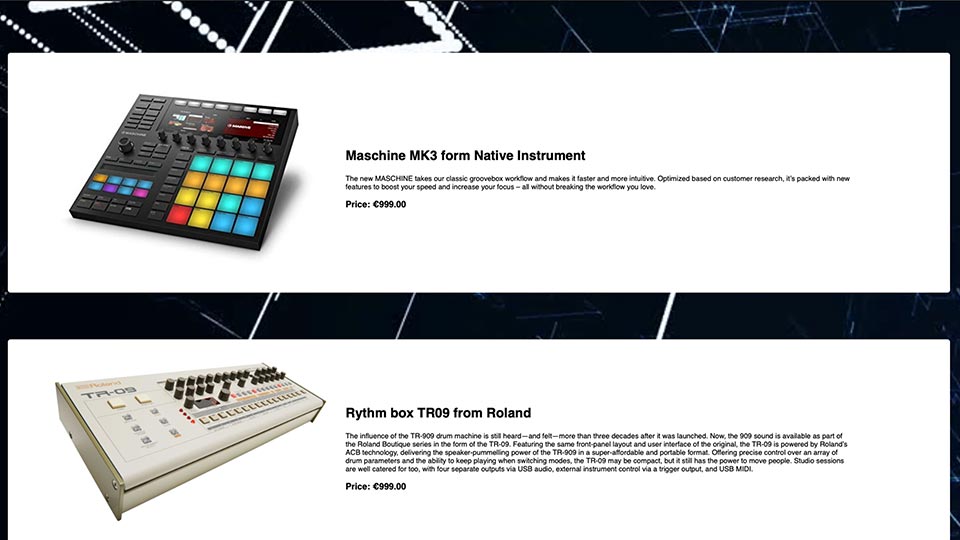 MASCHINE
MASSIVE
Maschine MK3 form Native Instrument
The new MASCHINE takes our classic groovebox workflow and makes it faster and more intuitive. Optimized based on customer research, it's packed with new
features to boost your speed and increase your focus – all without breaking the workflow you love.
Price: €999.00
Roland
TR-09
Rythm box TR09 from Roland
The influence of the TR-909 drum machine is still heard—and felt—more than three decades after it was launched. Now, the 909 sound is available as part of
the Roland Boutique series in the form of the TR-09. Featuring the same front-panel layout and user interface of the original, the TR-09 is powered by Roland's
ACB technology, delivering the speaker-pummelling power of the TR-909 in a super-affordable and portable format. Offering precise control over an array of
drum parameters and the ability to keep playing when switching modes, the TR-09 may be compact, but it still has the power to move people. Studio sessions
are well catered for too, with four separate outputs via USB audio, external instrument control via a trigger output, and USB MIDI.
Price: €999.00